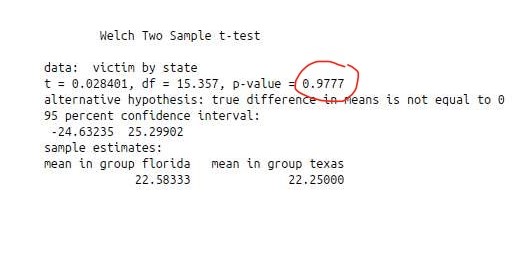 Welch Two Sample t-test
data: victim by state
t = 0.028401, df = 15.357, p-value = 0.9777
alternative hypothesis: true difference in means is not equal to 0
95 percent confidence interval:
-24.63235 25.29902
sample estimates:
mean in group florida mean in group texas
22.58333 22.25000